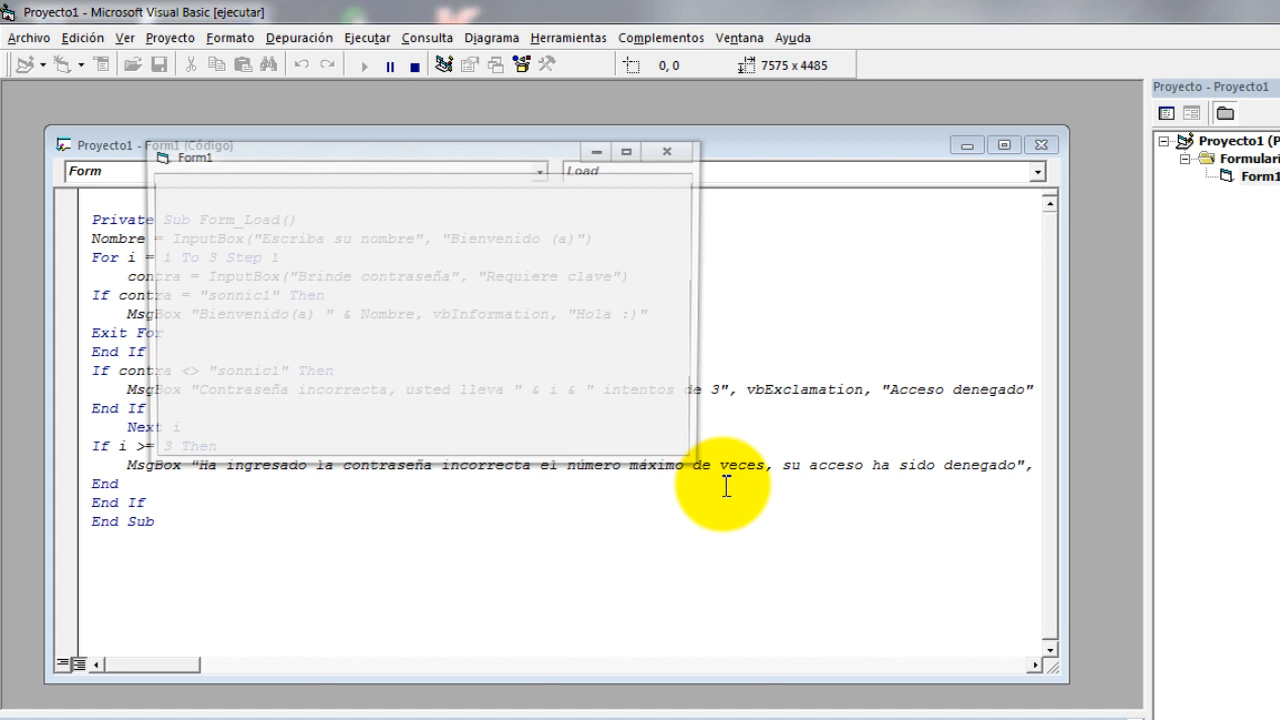 Proyecto1 - Microsoft Visual Basic [ejecutar]
Archivo Edición Ver Proyecto Formato Depuración Ejecutar Consulta Diagrama Herramientas Complementos Ventana Ayuda
0, 0 7575 x 4485
Proyecto - Proyecto1
Proyecto1 - Form1 (Código)
Form1
Form Load
Proyecto1 (P
Formulari
Form1
Private Sub Form_Load()
Nombre = InputBox("Escriba su nombre", "Bienvenido (a)")
For i = 1 To 3 Step 1
contra = InputBox("Brinde contraseña", "Requiere clave")
If contra = "sonnic1" Then
MsgBox "Bienvenido(a) " & Nombre, vbInformation, "Hola :)"
Exit For
End If
If contra <> "sonnic1" Then
MsgBox "Contraseña incorrecta, usted lleva " & i & " intentos de 3", vbExclamation, "Acceso denegado"
End If
Next i
If i >= 3 Then
MsgBox "Ha ingresado la contraseña incorrecta el número máximo de veces, su acceso ha sido denegado",
End
End If
End Sub